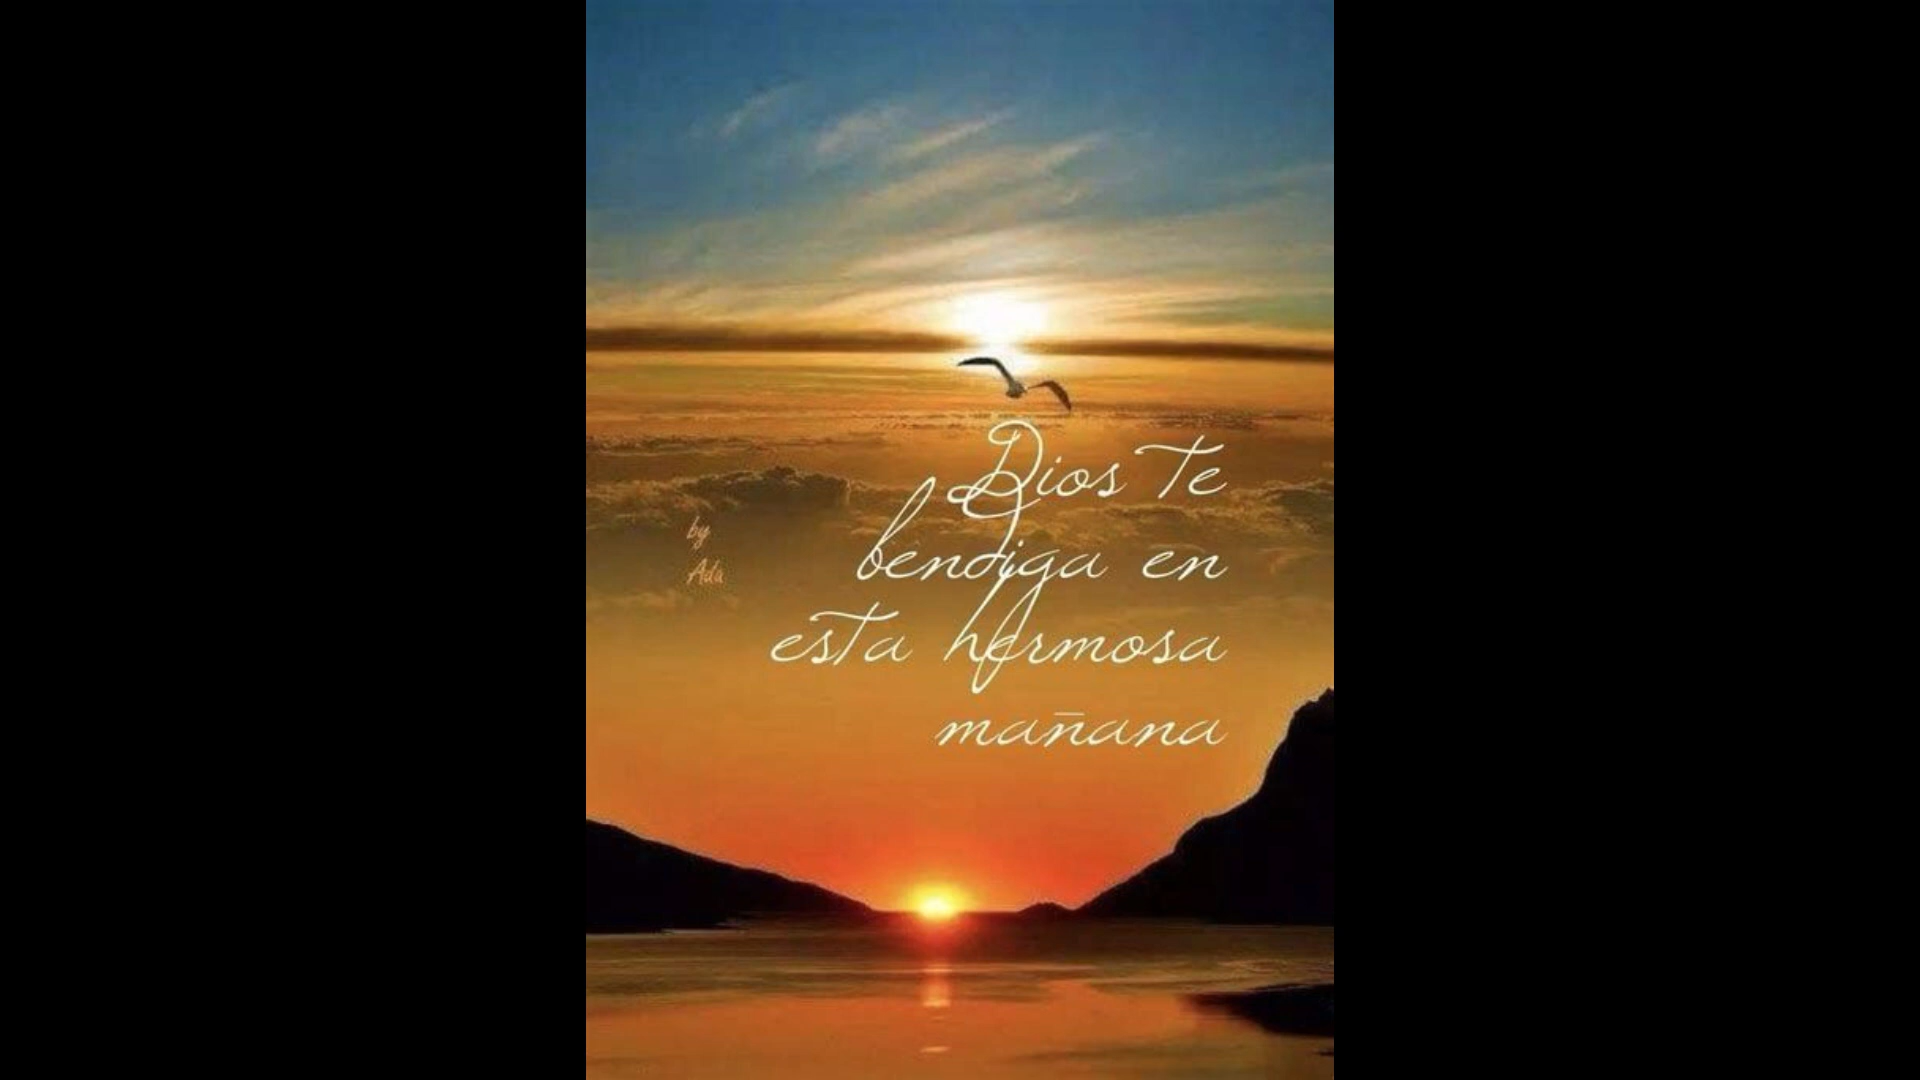 Dios te
bendiga en
esta hermosa
mañana
by
Ada